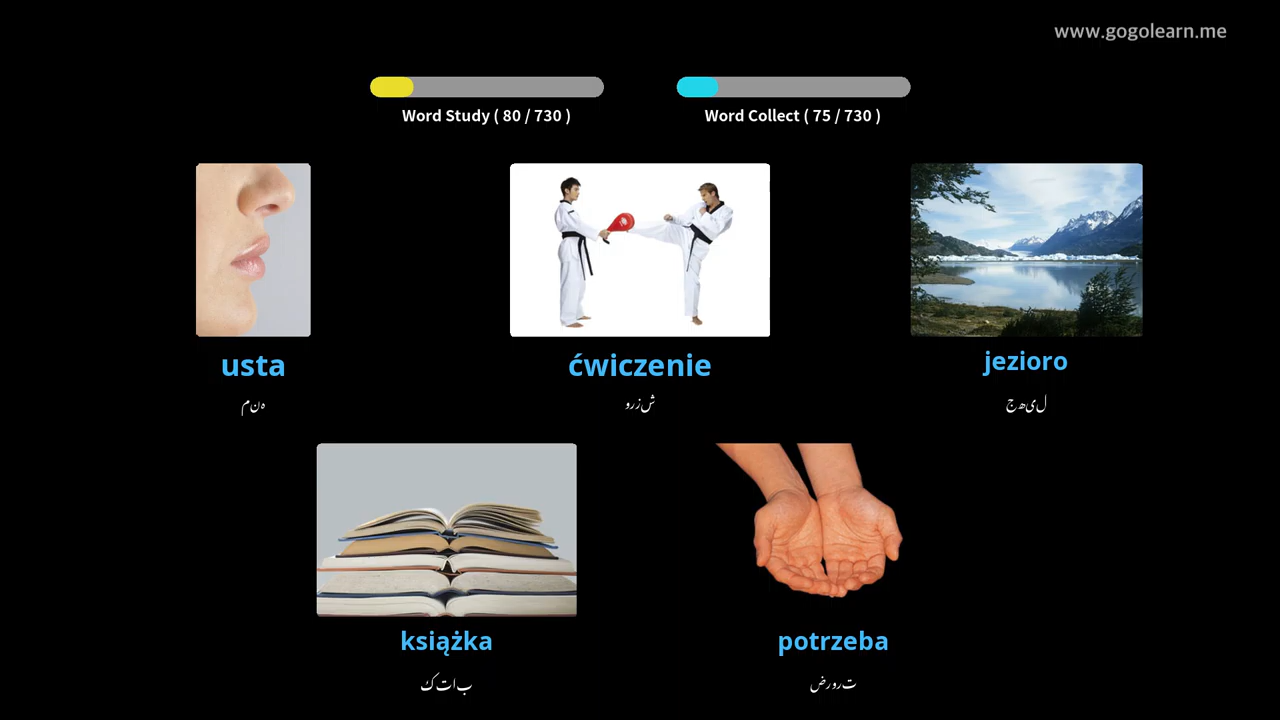 www.gogolearn.me
Word Study ( 80 / 730 )
Word Collect ( 75 / 730 )
usta
ćwiczenie
jezioro
منہ
ورزش
جھیل
książka
potrzeba
کتاب
ضرورت